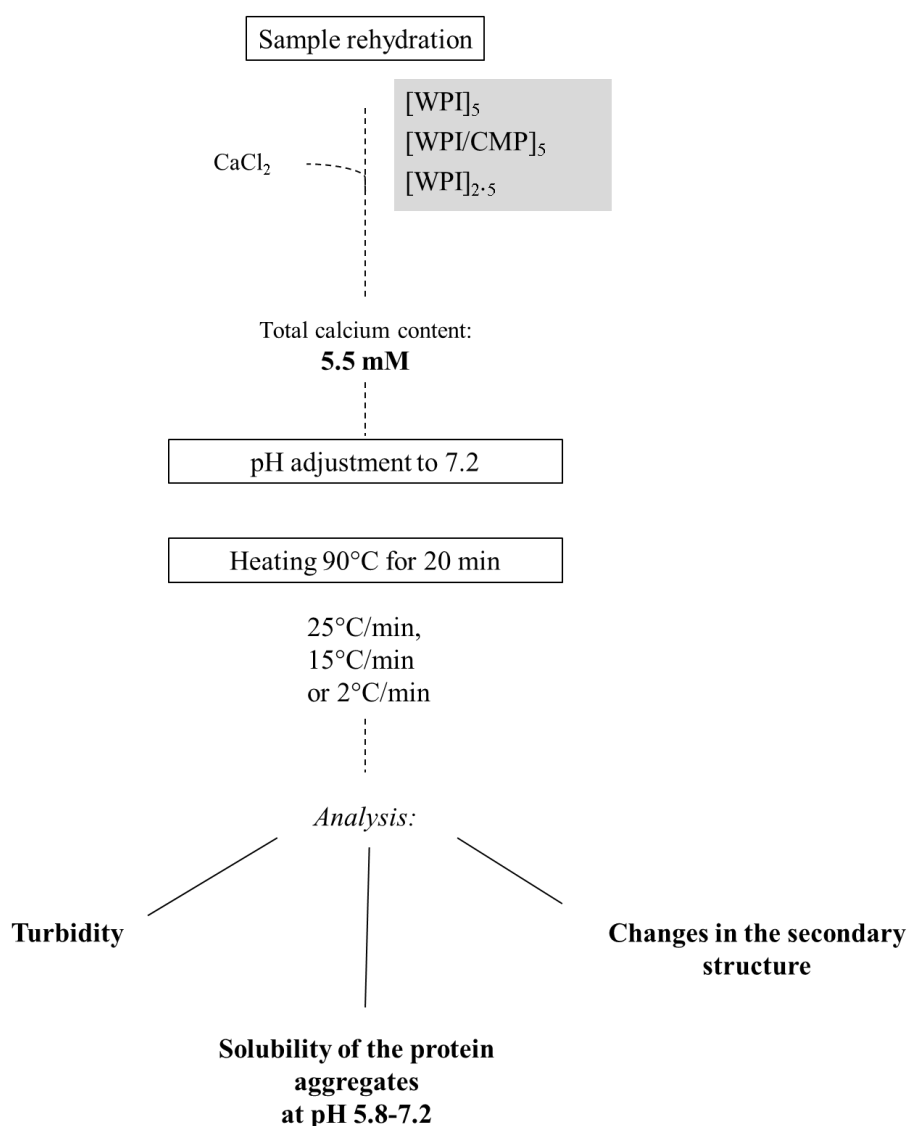 Sample rehydration
[WPI]₅
[WPI/CMP]₅
CaCl₂
[WPI]₂.₅
Total calcium content:
5.5 mM
pH adjustment to 7.2
Heating 90°C for 20 min
25°C/min,
15°C/min
or 2°C/min
Analysis:
Turbidity
Changes in the secondary
structure
Solubility of the protein
aggregates
at pH 5.8-7.2